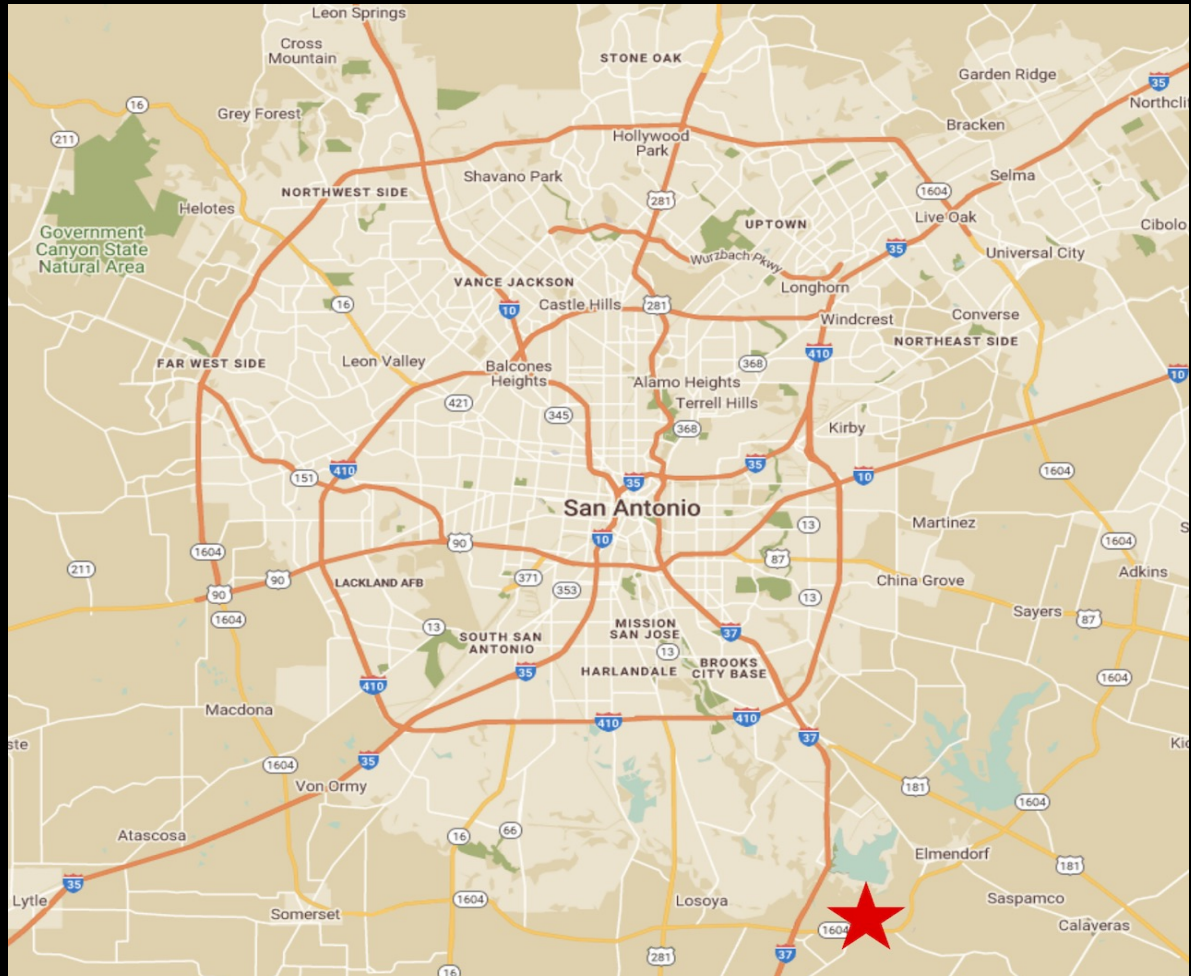 Leon Springs
Cross
Mountain
STONE OAK
Garden Ridge
35
Northcli
16
211
Grey Forest
Hollywood
Park
Bracken
Shavano Park
Selma
NORTHWEST SIDE
1604
281
Helotes
Live Oak
UPTOWN
Cibolo
Government
Canyon State
Natural Area
35
Universal City
Wurzbach Pkwy
VANCE JACKSON
Longhorn
16
10
Castle Hills
281
Windcrest
Converse
NORTHEAST SIDE
410
FAR WEST SIDE
Leon Valley
Balcones
Heights
368
10
Alamo Heights
421
345
Terrell Hills
368
Kirby
151
410
35
35
10
1604
San Antonio
13
Martinez
S
10
90
1604
1604
211
87
Adkins
90
LACKLAND AFB
371
353
China Grove
90
13
1604
Sayers
87
13
MISSION
SAN JOSE
37
SOUTH SAN
ANTONIO
13
35
HARLANDALE
BROOKS
CITY BASE
1604
410
Macdona
410
410
37
ste
Kic
35
1604
Von Ormy
181
1604
Atascosa
16
66
Elmendorf
181
35
Lytle
1604
Losoya
Saspamco
Somerset
1604
Calaveras
281
37
16